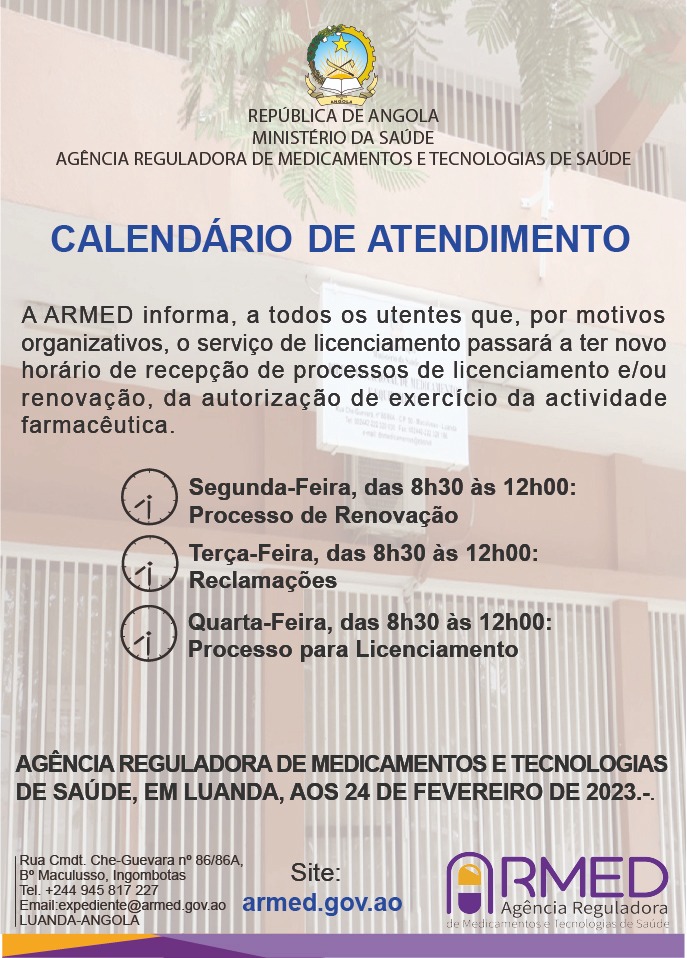 REPÚBLICA DE ANGOLA
MINISTÉRIO DA SAÚDE
AGÊNCIA REGULADORA DE MEDICAMENTOS E TECNOLOGIAS DE SAÚDE
CALENDÁRIO DE ATENDIMENTO
A ARMED informa, a todos os utentes que, por motivos
organizativos, o serviço de licenciamento passará a ter novo
horário de recepção de processos de licenciamento e/ou
renovação, da autorização de exercício da actividade
farmacêutica.
Segunda-Feira, das 8h30 às 12h00:
Processo de Renovação
Terça-Feira, das 8h30 às 12h00:
Reclamações
Quarta-Feira, das 8h30 às 12h00:
Processo para Licenciamento
AGÊNCIA REGULADORA DE MEDICAMENTOS E TECNOLOGIAS
DE SAÚDE, EM LUANDA, AOS 24 DE FEVEREIRO DE 2023.-.
Rua Cmdt. Che-Guevara nº 86/86A,
Bº Maculusso, Ingombotas
Tel. +244 945 817 227
Email:expediente@armed.gov.ao
LUANDA-ANGOLA
Site:
armed.gov.ao
ARMED
Agência Reguladora
de Medicamentos e Tecnologias de Saúde